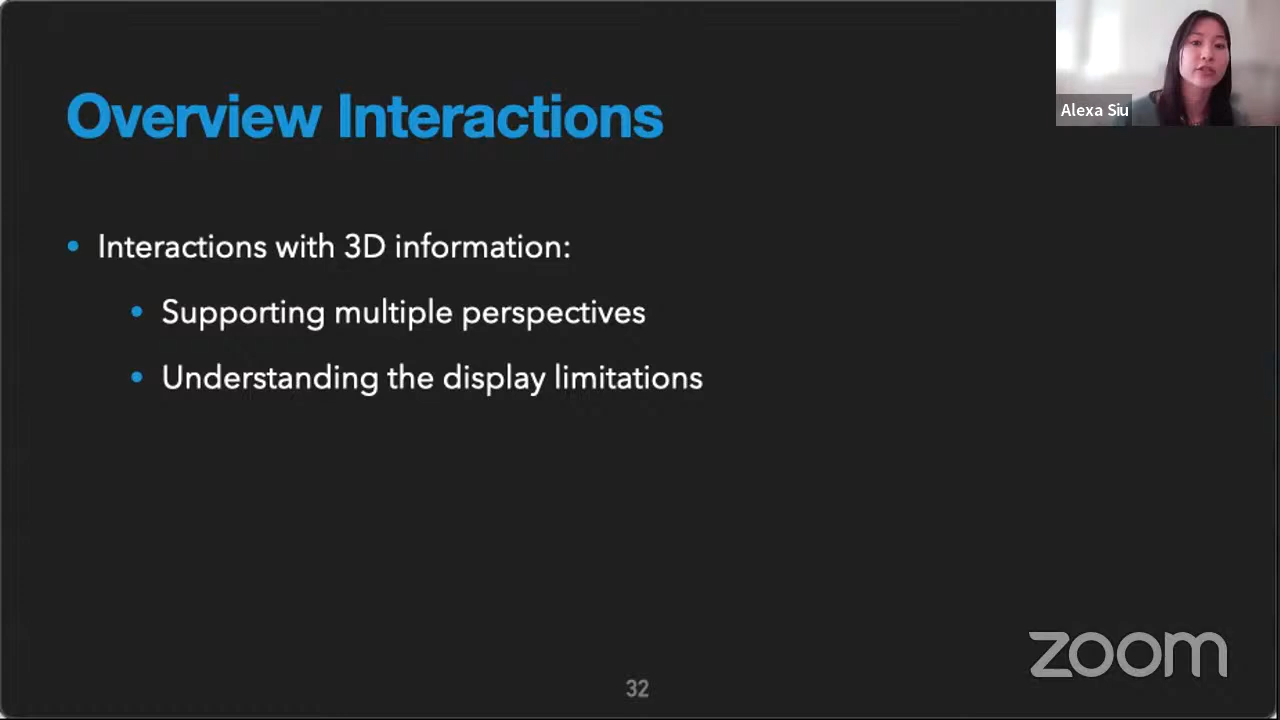 Alexa Siu
Overview Interactions
• Interactions with 3D information:
• Supporting multiple perspectives
• Understanding the display limitations
zoom
32